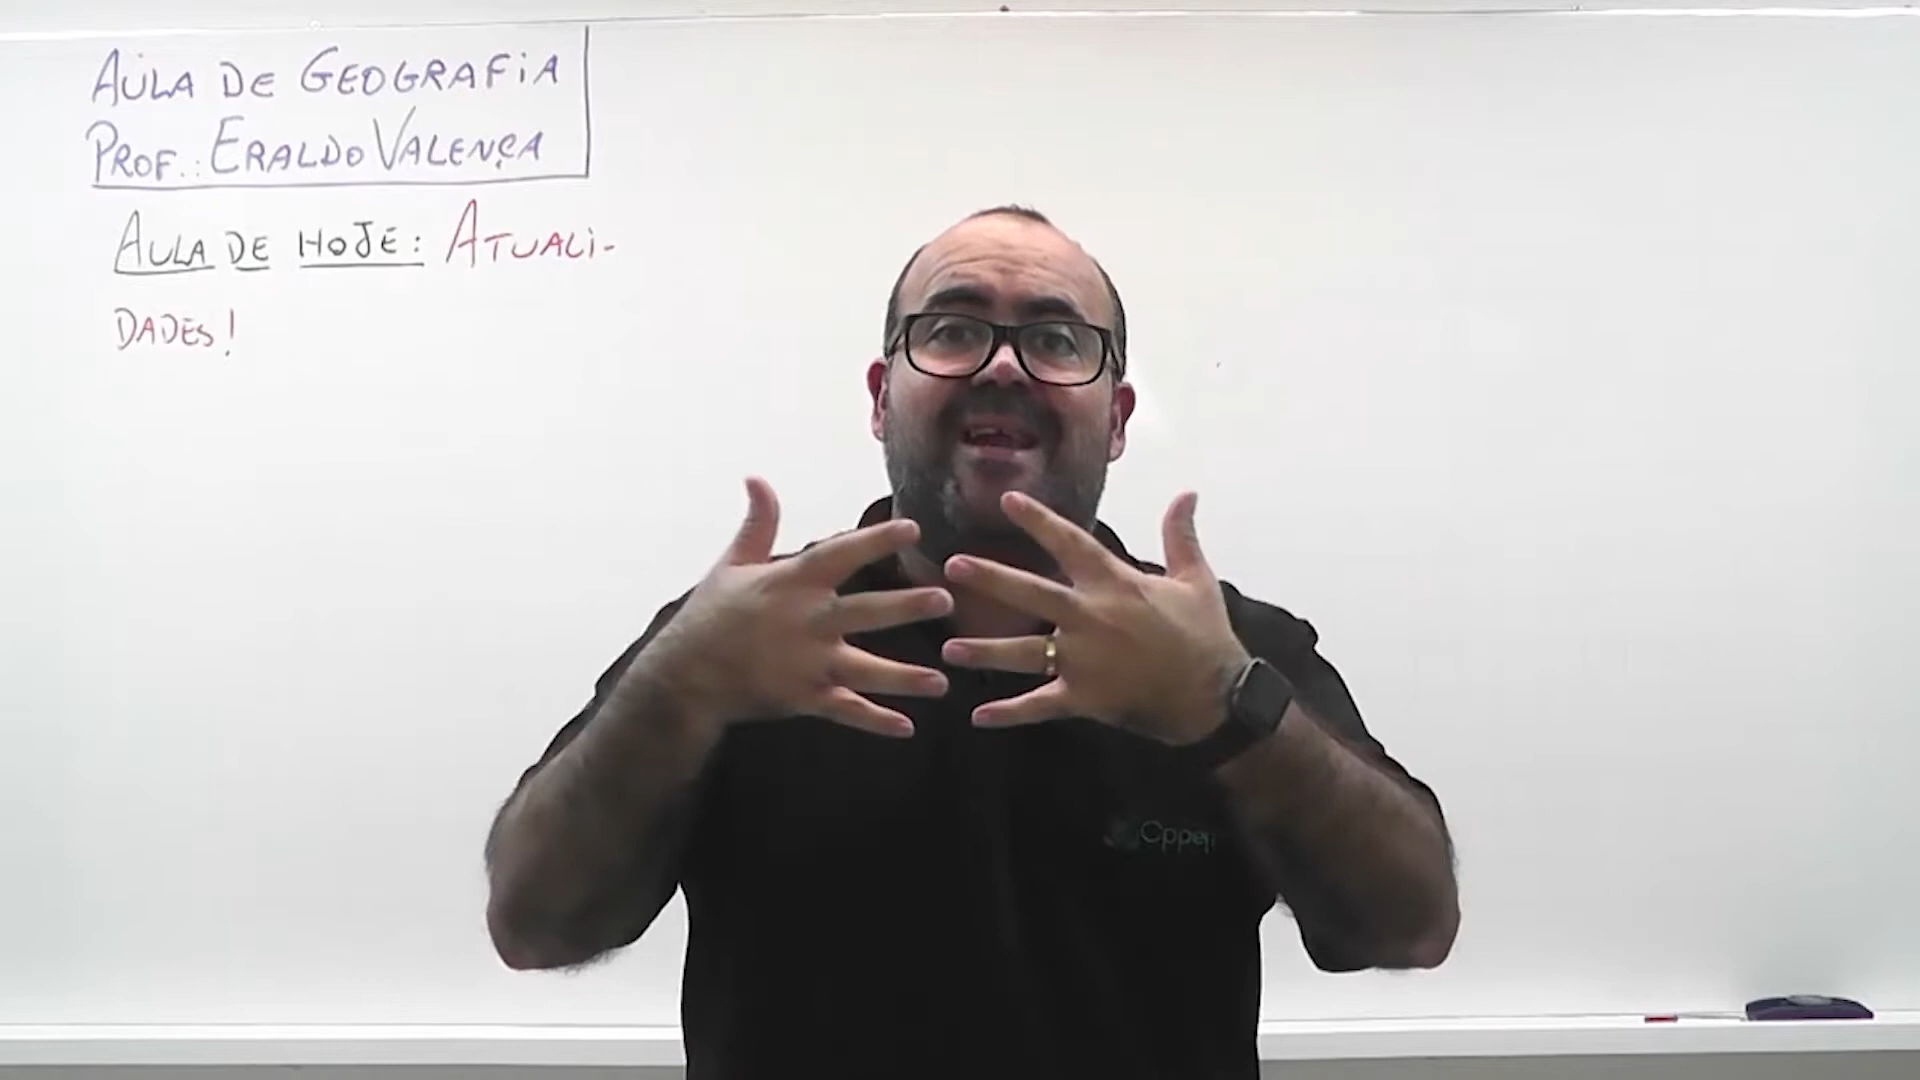 AULA DE GEOGRAFIA
PROF.: ERALDO VALENÇA
AULA DE HOJE: ATUALI-
DADES!